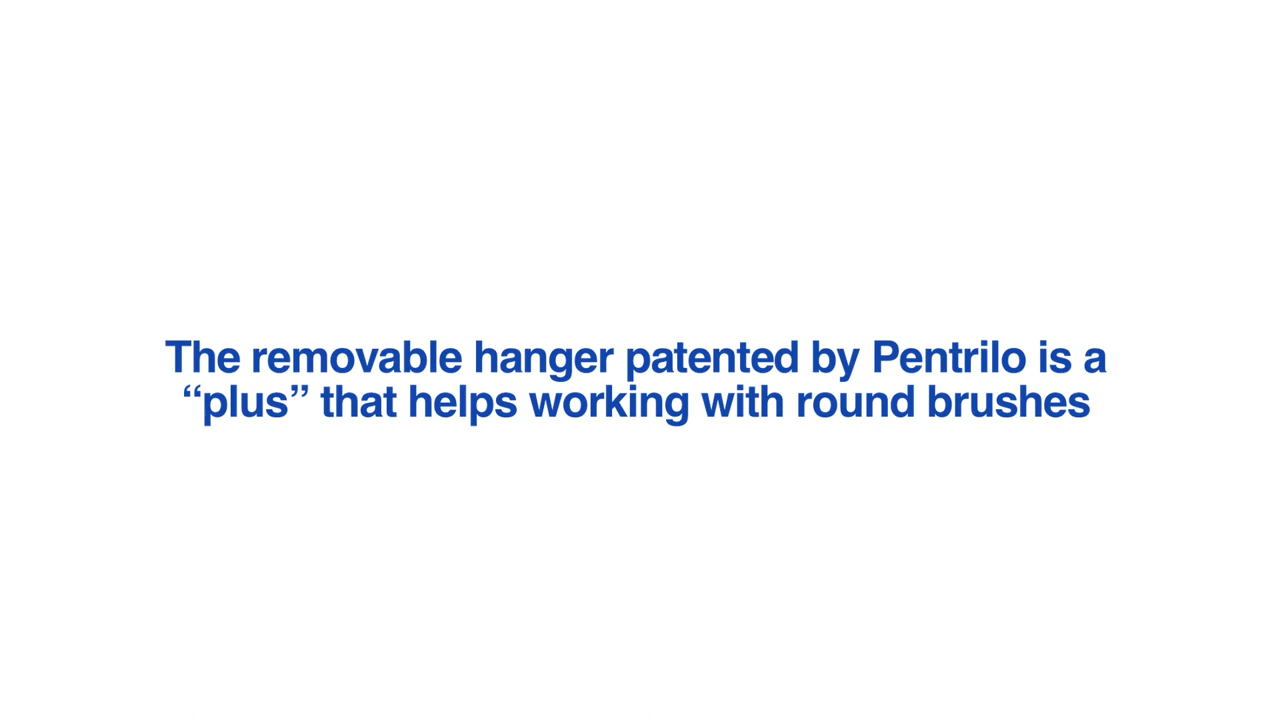 The removable hanger patented by Pentrilo is a
“plus” that helps working with round brushes